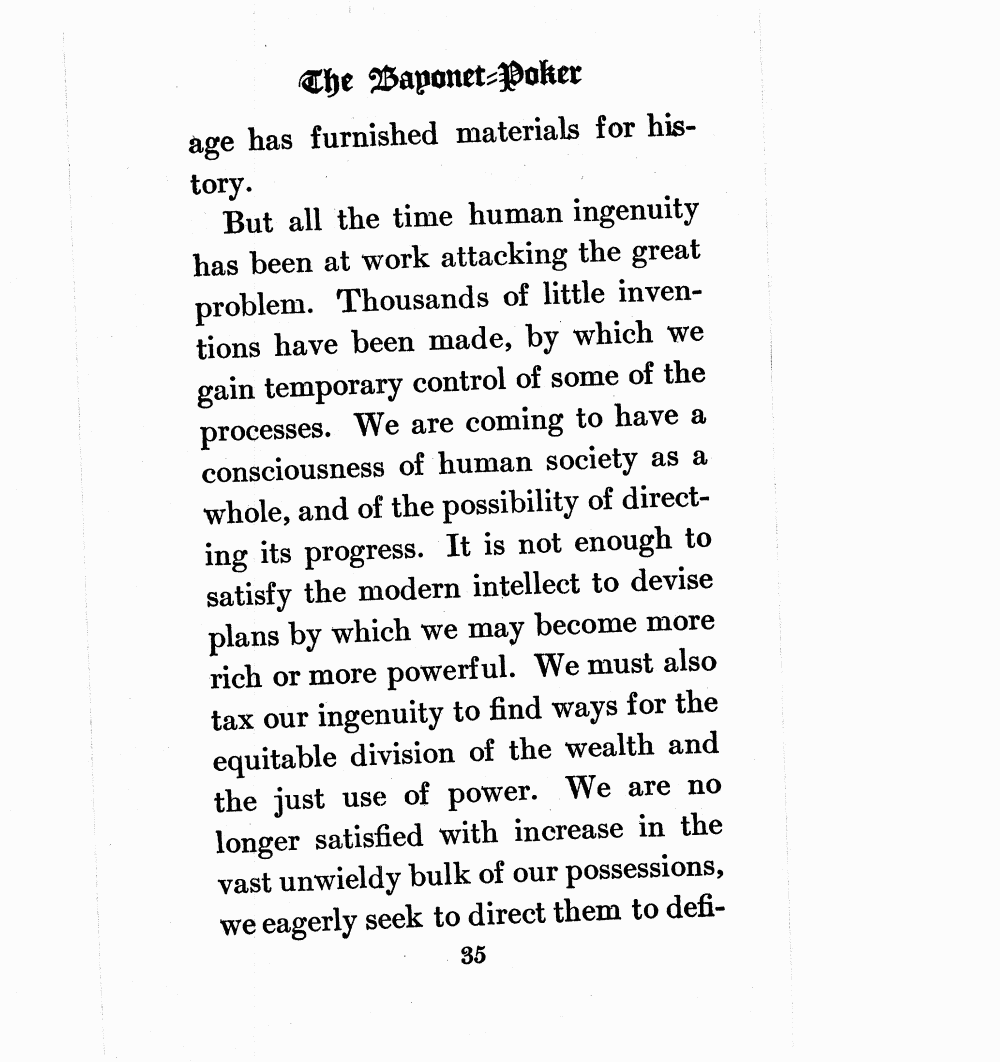 The Bayonet-Poker
age has furnished materials for his-
tory.
But all the time human ingenuity
has been at work attacking the great
problem. Thousands of little inven-
tions have been made, by which we
gain temporary control of some of the
processes. We are coming to have a
consciousness of human society as a
whole, and of the possibility of direct-
ing its progress. It is not enough to
satisfy the modern intellect to devise
plans by which we may become more
rich or more powerful. We must also
tax our ingenuity to find ways for the
equitable division of the wealth and
the just use of power. We are no
longer satisfied with increase in the
vast unwieldy bulk of our possessions,
we eagerly seek to direct them to defi-
35